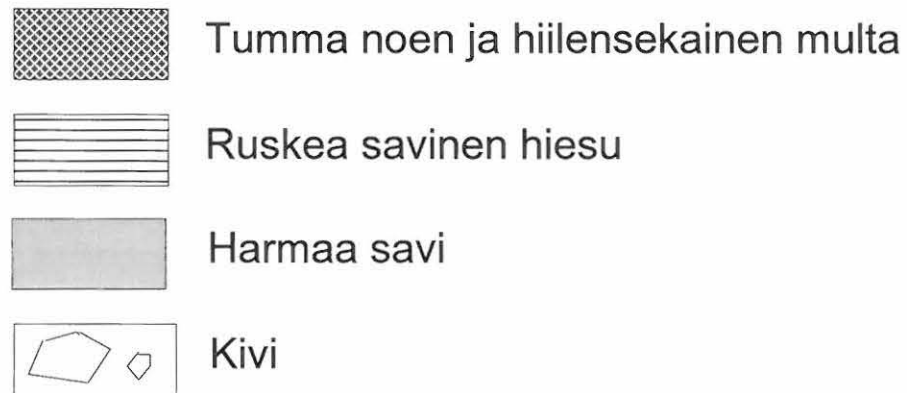 Tumma noen ja hiilensekainen multa
Ruskea savinen hiesu
Harmaa savi
Kivi